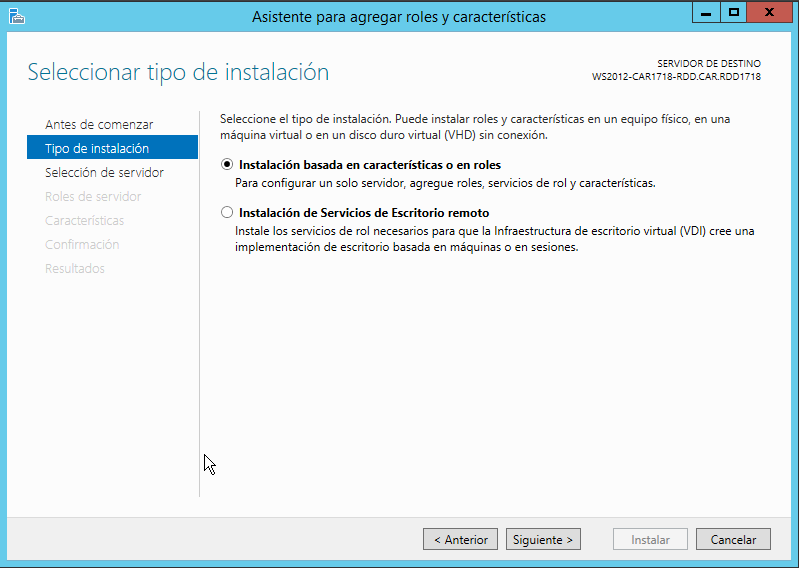 Asistente para agregar roles y características
Seleccionar tipo de instalación
SERVIDOR DE DESTINO
WS2012-CAR1718-RDD.CAR.RDD1718
Antes de comenzar
Tipo de instalación
Selección de servidor
Roles de servidor
Características
Confirmación
Resultados
Seleccione el tipo de instalación. Puede instalar roles y características en un equipo físico, en una
máquina virtual o en un disco duro virtual (VHD) sin conexión.
Instalación basada en características o en roles
Para configurar un solo servidor, agregue roles, servicios de rol y características.
Instalación de Servicios de Escritorio remoto
Instale los servicios de rol necesarios para que la Infraestructura de escritorio virtual (VDI) cree una
implementación de escritorio basada en máquinas o en sesiones.
< Anterior
Siguiente >
Instalar
Cancelar